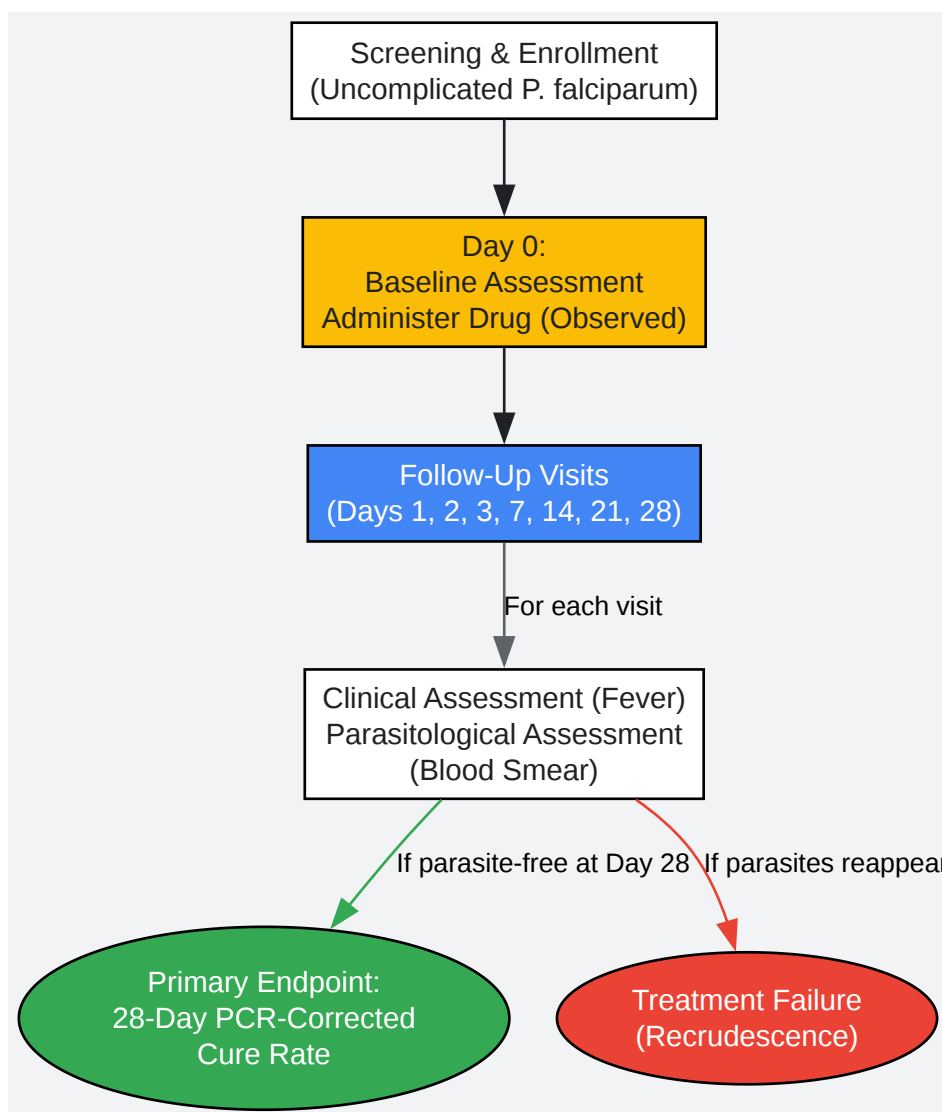 Screening & Enrollment
(Uncomplicated P. falciparum)
Day 0:
Baseline Assessment
Administer Drug (Observed)
Follow-Up Visits
(Days 1, 2, 3, 7, 14, 21, 28)
For each visit
Clinical Assessment (Fever)
Parasitological Assessment
(Blood Smear)
If parasite-free at Day 28
If parasites reappear
Primary Endpoint:
28-Day PCR-Corrected
Cure Rate
Treatment Failure
(Recrudescence)